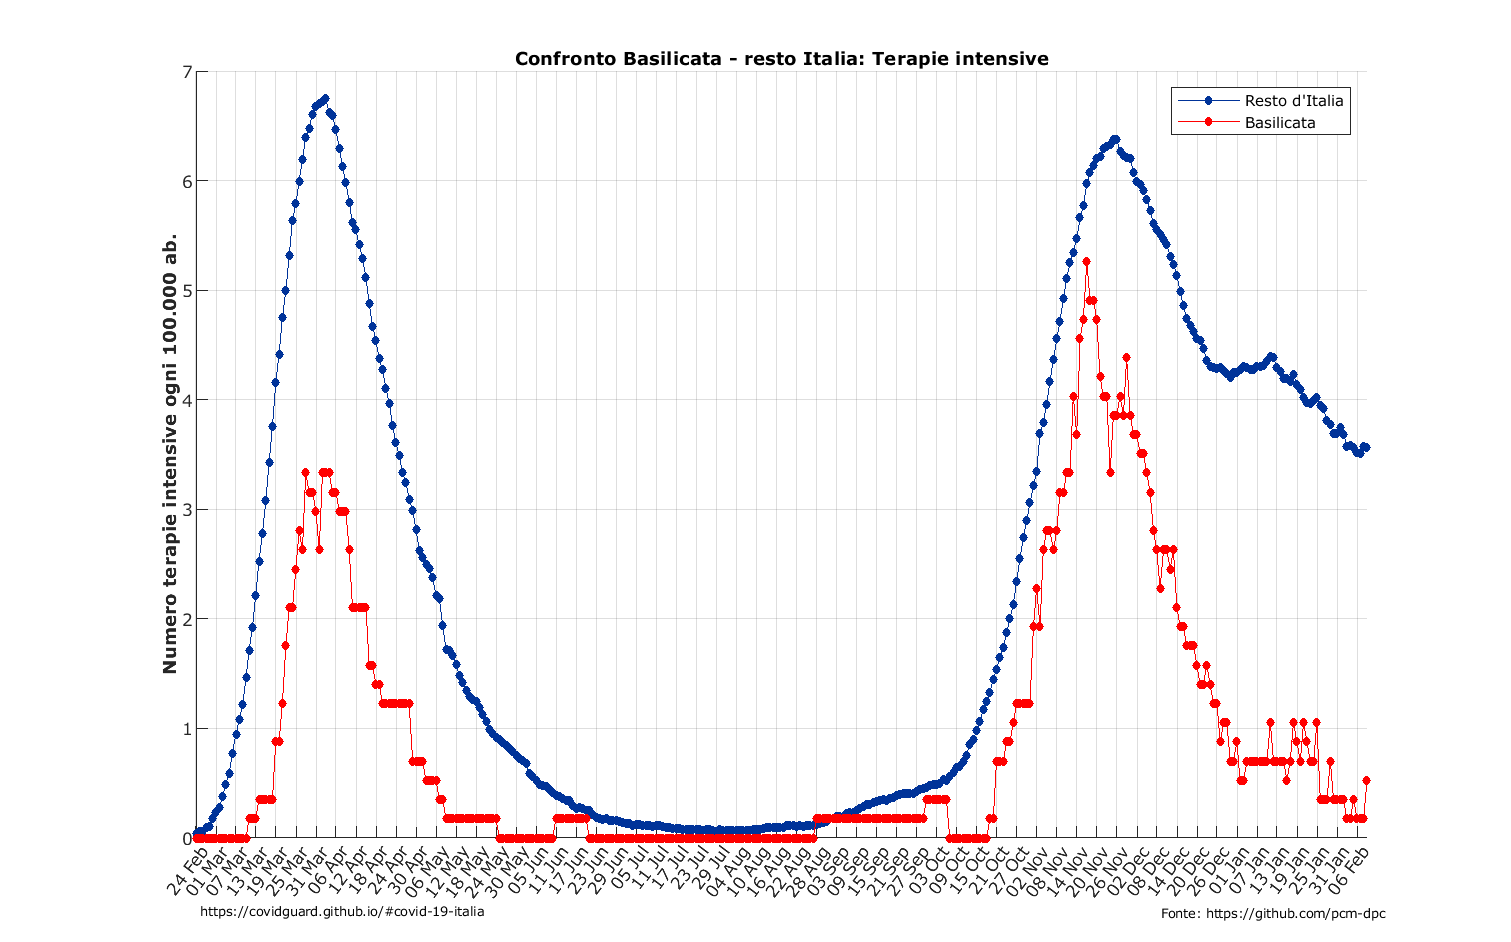 Confronto Basilicata - resto Italia: Terapie intensive
Resto d'Italia
Basilicata
Numero terapie intensive ogni 100.000 ab.
7
6
5
4
3
2
1
0
24 Feb
01 Mar
07 Mar
13 Mar
19 Mar
25 Mar
31 Mar
06 Apr
12 Apr
18 Apr
24 Apr
30 Apr
06 May
12 May
18 May
24 May
30 May
05 Jun
11 Jun
17 Jun
23 Jun
29 Jun
05 Jul
11 Jul
17 Jul
23 Jul
29 Jul
04 Aug
10 Aug
16 Aug
22 Aug
28 Aug
03 Sep
09 Sep
15 Sep
21 Sep
27 Sep
03 Oct
09 Oct
15 Oct
21 Oct
27 Oct
02 Nov
08 Nov
14 Nov
20 Nov
26 Nov
02 Dec
08 Dec
14 Dec
20 Dec
26 Dec
01 Jan
07 Jan
13 Jan
19 Jan
25 Jan
31 Jan
06 Feb
https://covidguard.github.io/#covid-19-italia
Fonte: https://github.com/pcm-dpc